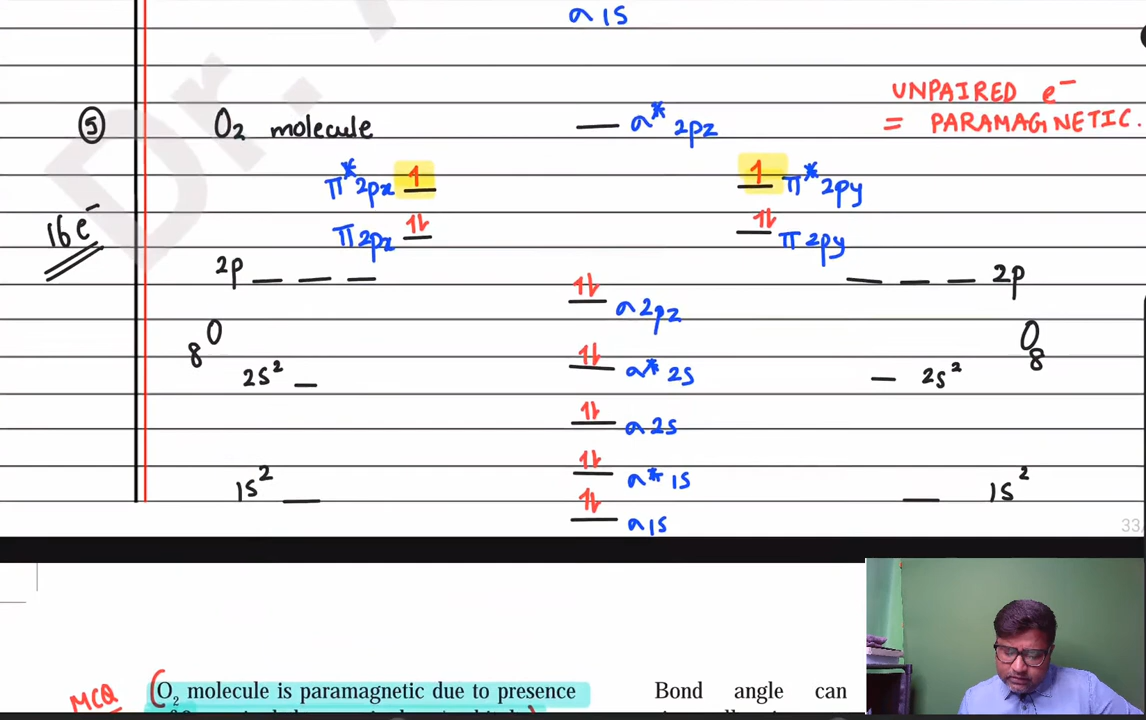 σ 1s
UNPAIRED e⁻
= PARAMAGNETIC.
⑤ O₂ molecule
σ* 2pz
π* 2px 1 1 π* 2py
16e⁻
π 2px 1⇂ 1⇂ π 2py
2p 2p
1⇂ σ 2pz
₈O O₈
1⇂ σ* 2s
2s² 2s²
1⇂ σ 2s
1⇂ σ* 1s
1s² 1s²
1⇂ σ 1s
33
MCQ (O₂ molecule is paramagnetic due to presence
Bond angle can
Dr.